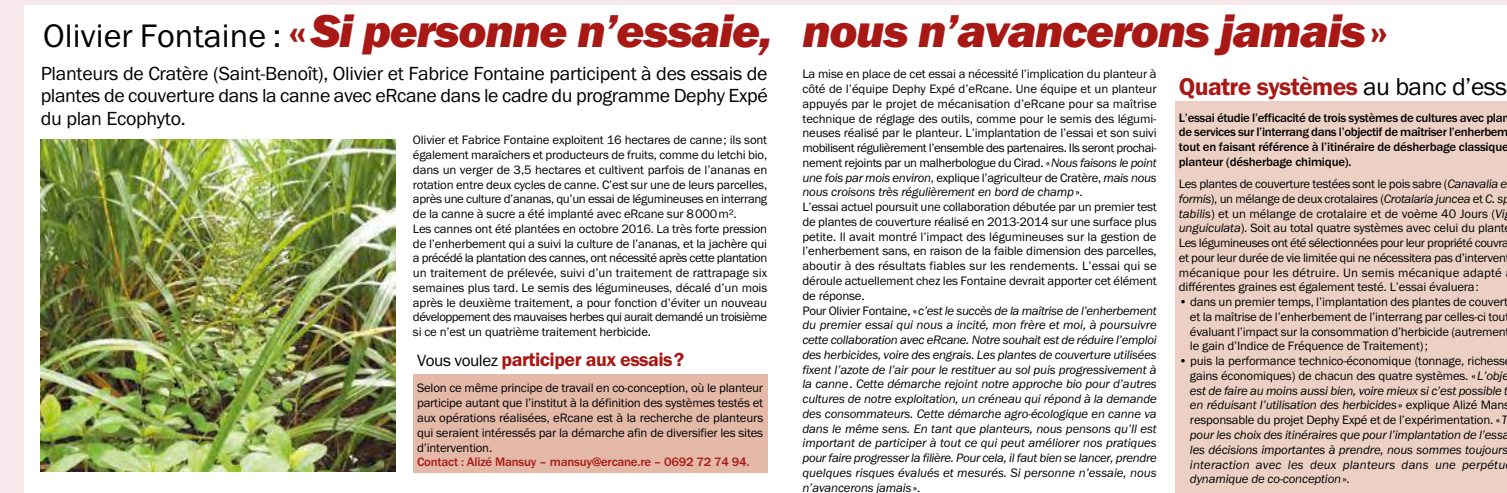 Olivier Fontaine : « Si personne n’essaie, nous n’avancerons jamais »
Planteurs de Cratère (Saint-Benoît), Olivier et Fabrice Fontaine participent à des essais de
plantes de couverture dans la canne avec eRcane dans le cadre du programme Dephy Expé
du plan Ecophyto.
Olivier et Fabrice Fontaine exploitent 16 hectares de canne; ils sont
également maraîchers et producteurs de fruits, comme du letchi bio,
dans un verger de 3,5 hectares et cultivent parfois de l’ananas en
rotation entre deux cycles de canne. C’est sur une de leurs parcelles,
après une culture d’ananas, qu’un essai de légumineuses en interrang
de la canne à sucre a été implanté avec eRcane sur 8000m².
Les cannes ont été plantées en octobre 2016. La très forte pression
de l’enherbement qui a suivi la culture de l’ananas, et la jachère qui
a précédé la plantation des cannes, ont nécessité après cette plantation
un traitement de prélevée, suivi d’un traitement de rattrapage six
semaines plus tard. Le semis des légumineuses, décalé d’un mois
après le deuxième traitement, a pour fonction d’éviter un nouveau
développement des mauvaises herbes qui aurait demandé un troisième
si ce n’est un quatrième traitement herbicide.
Vous voulez participer aux essais?
Selon ce même principe de travail en co-conception, où le planteur
participe autant que l’institut à la définition des systèmes testés et
aux opérations réalisées, eRcane est à la recherche de planteurs
qui seraient intéressés par la démarche afin de diversifier les sites
d’intervention.
Contact : Alizé Mansuy – mansuy@ercane.re – 0692 72 74 94.
La mise en place de cet essai a nécessité l’implication du planteur à
côté de l’équipe Dephy Expé d’eRcane. Une équipe et un planteur
appuyés par le projet de mécanisation d’eRcane pour sa maîtrise
technique de réglage des outils, comme pour le semis des légumi-
neuses réalisé par le planteur. L’implantation de l’essai et son suivi
mobilisent régulièrement l’ensemble des partenaires. Ils seront prochai-
nement rejoints par un malherbologue du Cirad. «Nous faisons le point
une fois par mois environ, explique l’agriculteur de Cratère, mais nous
nous croisons très régulièrement en bord de champ».
L’essai actuel poursuit une collaboration débutée par un premier test
de plantes de couverture réalisé en 2013-2014 sur une surface plus
petite. Il avait montré l’impact des légumineuses sur la gestion de
l’enherbement sans, en raison de la faible dimension des parcelles,
aboutir à des résultats fiables sur les rendements. L’essai qui se
déroule actuellement chez les Fontaine devrait apporter cet élément
de réponse.
Pour Olivier Fontaine, «c’est le succès de la maîtrise de l’enherbement
du premier essai qui nous a incité, mon frère et moi, à poursuivre
cette collaboration avec eRcane. Notre souhait est de réduire l’emploi
des herbicides, voire des engrais. Les plantes de couverture utilisées
fixent l’azote de l’air pour le restituer au sol puis progressivement à
la canne. Cette démarche rejoint notre approche bio pour d’autres
cultures de notre exploitation, un créneau qui répond à la demande
des consommateurs. Cette démarche agro-écologique en canne va
dans le même sens. En tant que planteurs, nous pensons qu’Il est
important de participer à tout ce qui peut améliorer nos pratiques
pour faire progresser la filière. Pour cela, il faut bien se lancer, prendre
quelques risques évalués et mesurés. Si personne n’essaie, nous
n’avancerons jamais».
Quatre systèmes au banc d’ess
L’essai étudie l’efficacité de trois systèmes de cultures avec plan
de services sur l’interrang dans l’objectif de maîtriser l’enherbem
tout en faisant référence à l’itinéraire de désherbage classique
planteur (désherbage chimique).
Les plantes de couverture testées sont le pois sabre (Canavalia e
formis), un mélange de deux crotalaires (Crotalaria juncea et C. sp
tabilis) et un mélange de crotalaire et de voème 40 Jours (Vig
unguiculata). Soit au total quatre systèmes avec celui du plante
Les légumineuses ont été sélectionnées pour leur propriété couvra
et pour leur durée de vie limitée qui ne nécessitera pas d’intervent
mécanique pour les détruire. Un semis mécanique adapté a
différentes graines est également testé. L’essai évaluera:
• dans un premier temps, l’implantation des plantes de couvert
et la maîtrise de l’enherbement de l’interrang par celles-ci tout
évaluant l’impact sur la consommation d’herbicide (autrement
le gain d’Indice de Fréquence de Traitement);
• puis la performance technico-économique (tonnage, richesse
gains économiques) de chacun des quatre systèmes. «L’obje
est de faire au moins aussi bien, voire mieux si c’est possible t
en réduisant l’utilisation des herbicides» explique Alizé Mans
responsable du projet Dephy Expé et de l’expérimentation. «T
pour les choix des itinéraires que pour l’implantation de l’essa
les décisions importantes à prendre, nous sommes toujours
interaction avec les deux planteurs dans une perpétue
dynamique de co-conception».